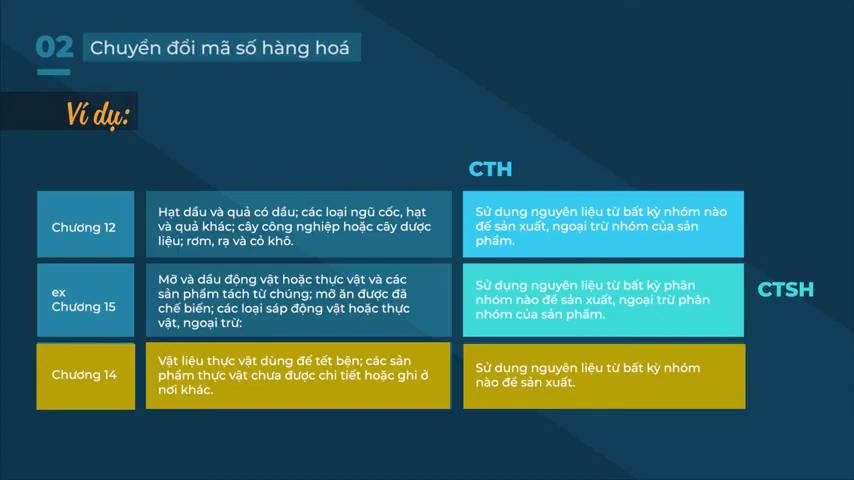 02 Chuyển đổi mã số hàng hoá
Ví dụ:
CTH
Chương 12
Hạt dầu và quả có dầu; các loại ngũ cốc, hạt
và quả khác; cây công nghiệp hoặc cây dược
liệu; rơm, rạ và cỏ khô.
Sử dụng nguyên liệu từ bất kỳ nhóm nào
để sản xuất, ngoại trừ nhóm của sản
phẩm.
ex
Chương 15
Mỡ và dầu động vật hoặc thực vật và các
sản phẩm tách từ chúng; mỡ ăn được đã
chế biến; các loại sáp động vật hoặc thực
vật, ngoại trừ:
Sử dụng nguyên liệu từ bất kỳ phân
nhóm nào để sản xuất, ngoại trừ phân
nhóm của sản phẩm.
CTSH
Chương 14
Vật liệu thực vật dùng để tết bện; các sản
phẩm thực vật chưa được chi tiết hoặc ghi ở
nơi khác.
Sử dụng nguyên liệu từ bất kỳ nhóm
nào để sản xuất.